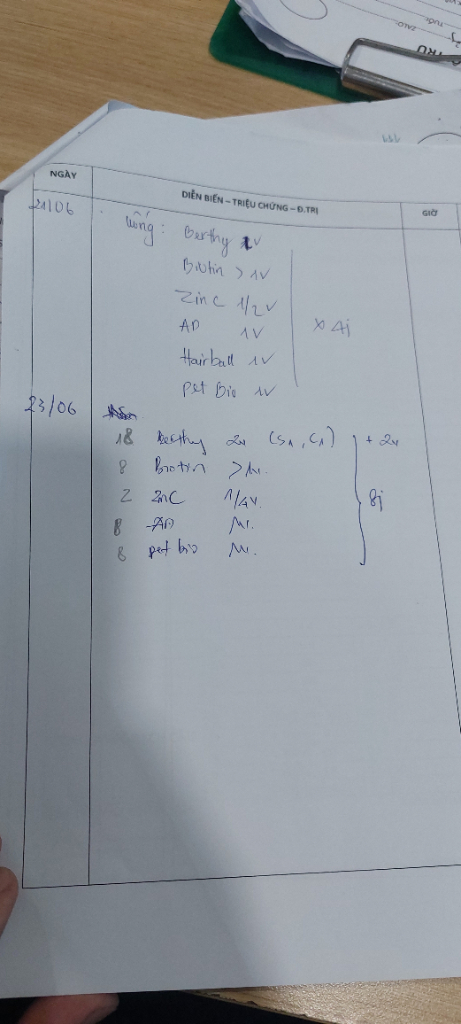 TRÚ
NGÀY
DIỄN BIẾN – TRIỆU CHỨNG – Đ.TRỊ
GIỜ
21/06
Uống: Berthy 1V
Biotin > 1V
Zinc 1/2V
AD 1V
x 4j
Hairball 1V
Pet Bio 1V
23/06
18 Berthy 2v (S1, C1) + 2v
8 Biotin > 1v.
2 ZinC 1/4V.
8j
8 AD 1v.
8 pet bio 1v.